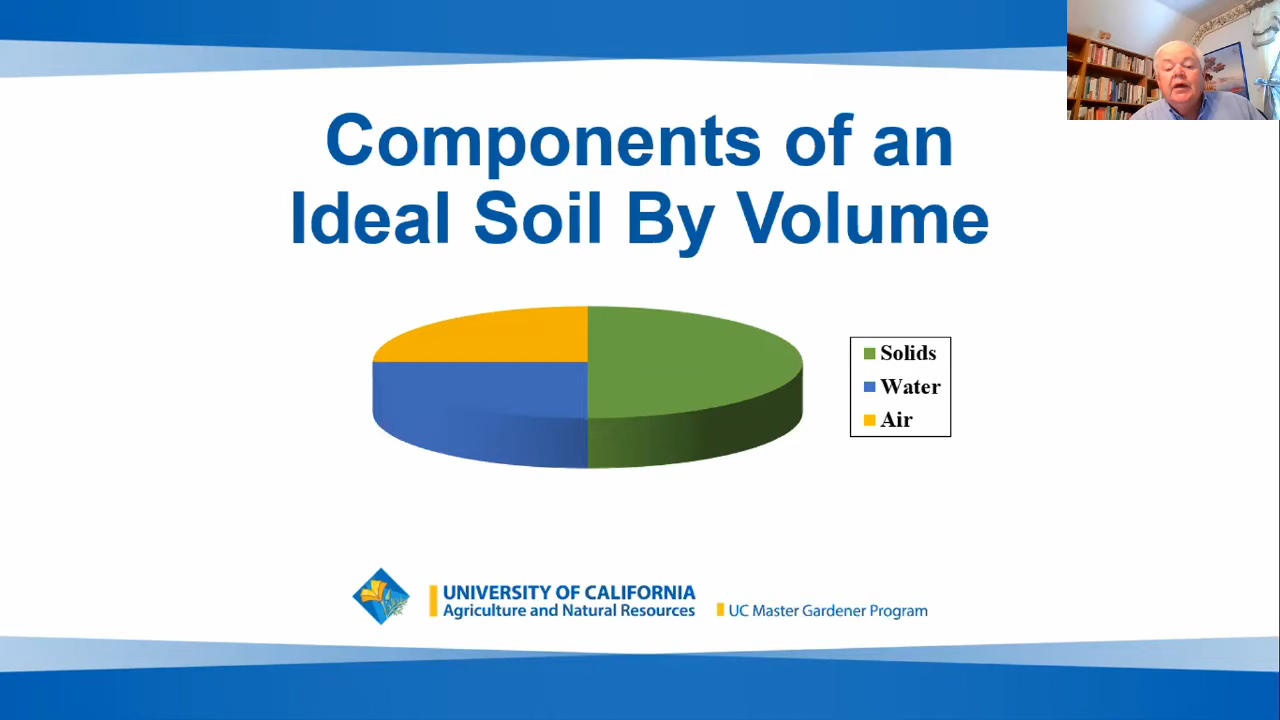 Components of an
Ideal Soil By Volume
Solids
Water
Air
UNIVERSITY OF CALIFORNIA
Agriculture and Natural Resources
UC Master Gardener Program